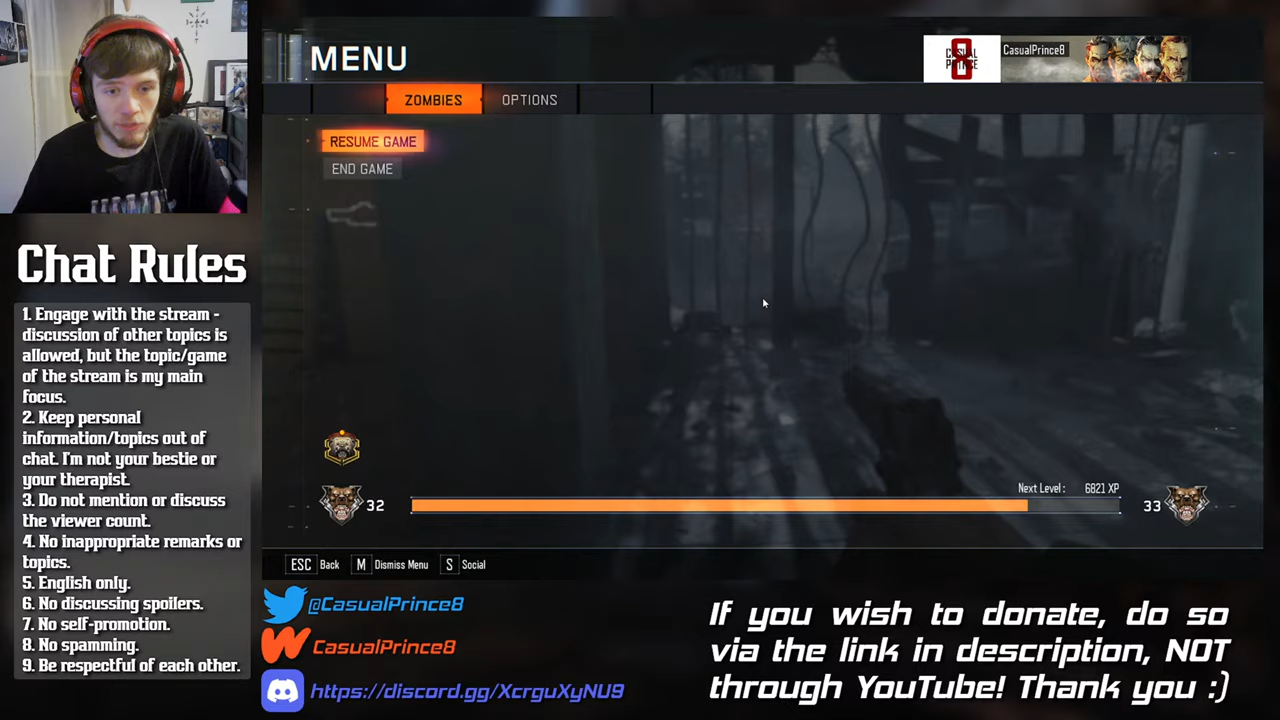 MENU
CASUAL
PRINCE
8
CasualPrince8
ZOMBIES
OPTIONS
RESUME GAME
END GAME
Next Level : 6821 XP
32
33
ESC Back M Dismiss Menu S Social
Chat Rules
1. Engage with the stream -
discussion of other topics is
allowed, but the topic/game
of the stream is my main
focus.
2. Keep personal
information/topics out of
chat. I'm not your bestie or
your therapist.
3. Do not mention or discuss
the viewer count.
4. No inappropriate remarks or
topics.
5. English only.
6. No discussing spoilers.
7. No self-promotion.
8. No spamming.
9. Be respectful of each other.
@CasualPrince8
CasualPrince8
https://discord.gg/XcrguXyNU9
If you wish to donate, do so
via the link in description, NOT
through YouTube! Thank you :)